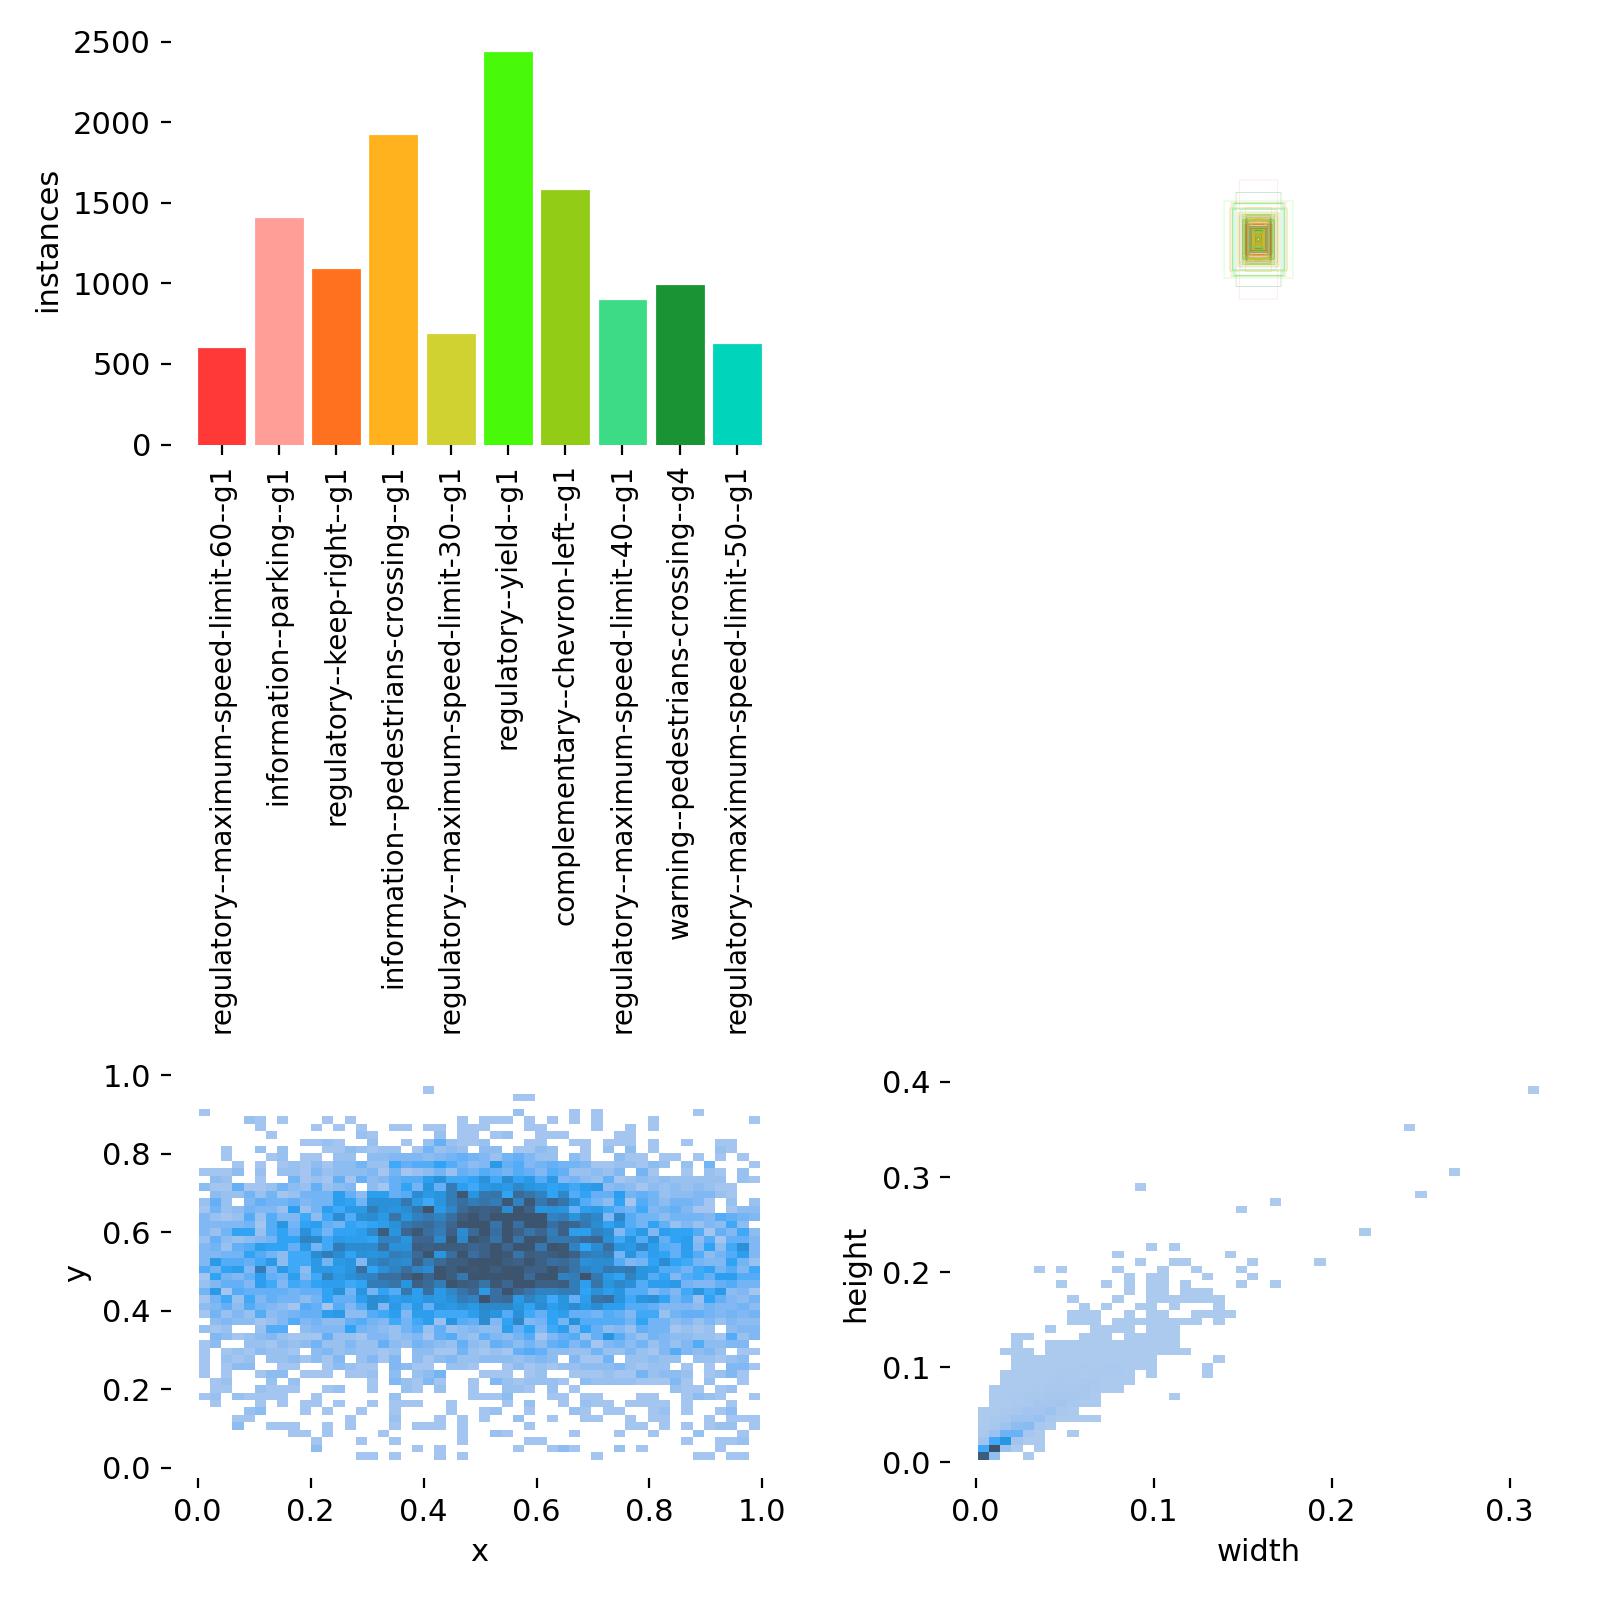 2500
2000
1500
1000
500
0
instances
regulatory--maximum-speed-limit-60--g1
information--parking--g1
regulatory--keep-right--g1
information--pedestrians-crossing--g1
regulatory--maximum-speed-limit-30--g1
regulatory--yield--g1
complementary--chevron-left--g1
regulatory--maximum-speed-limit-40--g1
warning--pedestrians-crossing--g4
regulatory--maximum-speed-limit-50--g1
1.0
0.8
0.6
0.4
0.2
0.0
y
0.0 0.2 0.4 0.6 0.8 1.0
x
0.4
0.3
0.2
0.1
0.0
height
0.0 0.1 0.2 0.3
width